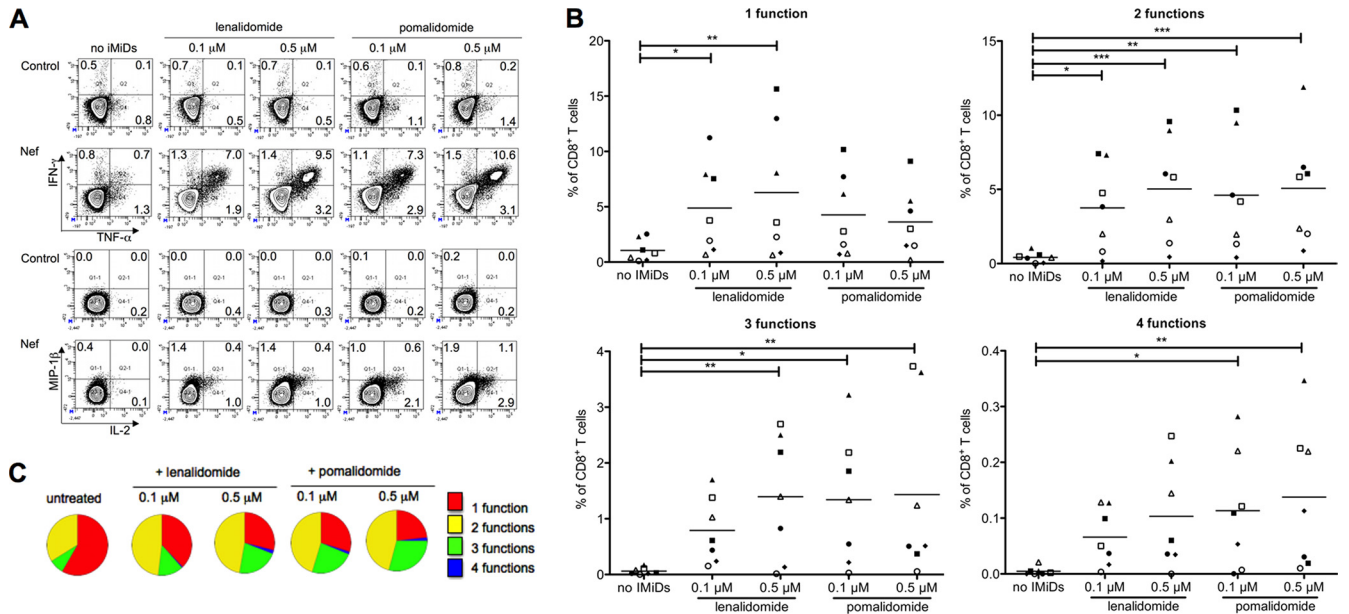 A
lenalidomide
pomalidomide
no iMiDs
0.1 µM
0.5 µM
0.1 µM
0.5 µM
Control
0.5 0.1
0.7 0.1
0.7 0.1
0.6 0.1
0.8 0.2
Q1 Q2
Q4
0.8
0.5
0.5
1.1
1.4
Nef
0.8 0.7
1.3 7.0
1.4 9.5
1.1 7.3
1.5 10.6
1.3
1.9
3.2
2.9
3.1
IFN-γ
TNF-α
Control
0.0 0.0
0.0 0.0
0.0 0.0
0.1 0.0
0.2 0.0
Q1-1 Q2-1
Q4-1
0.2
0.4
0.3
0.2
0.2
Nef
0.4 0.0
1.4 0.4
1.4 0.4
1.0 0.6
1.9 1.1
0.1
1.0
1.0
2.1
2.9
MIP-1β
IL-2
B
1 function
% of CD8+ T cells
20
15
10
5
0
*
**
no IMiDs
0.1 µM
0.5 µM
0.1 µM
0.5 µM
lenalidomide
pomalidomide
2 functions
% of CD8+ T cells
15
10
5
0
***
**
***
*
no IMiDs
0.1 µM
0.5 µM
0.1 µM
0.5 µM
lenalidomide
pomalidomide
3 functions
% of CD8+ T cells
4
3
2
1
0
**
*
**
no IMiDs
0.1 µM
0.5 µM
0.1 µM
0.5 µM
lenalidomide
pomalidomide
4 functions
% of CD8+ T cells
0.4
0.3
0.2
0.1
0.0
**
*
no IMiDs
0.1 µM
0.5 µM
0.1 µM
0.5 µM
lenalidomide
pomalidomide
C
+ lenalidomide
+ pomalidomide
untreated
0.1 µM
0.5 µM
0.1 µM
0.5 µM
1 function
2 functions
3 functions
4 functions